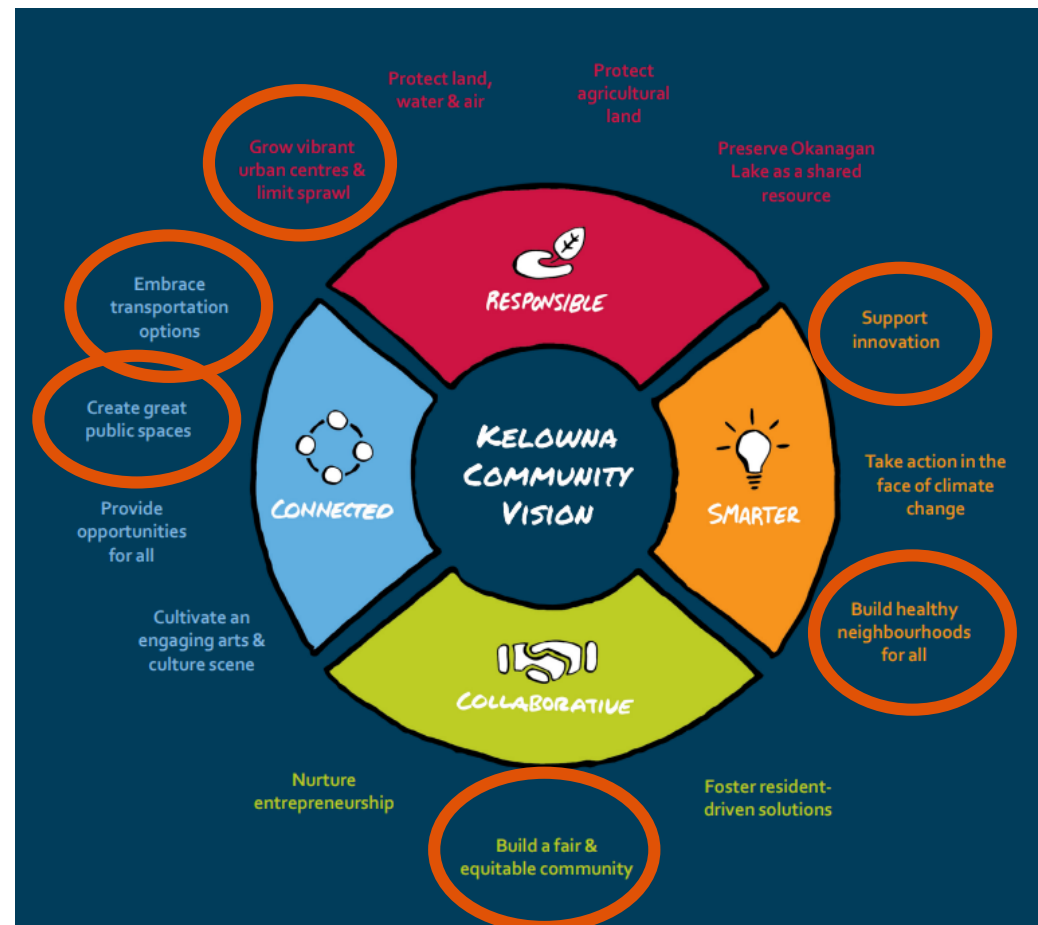 Protect land,
water & air
Protect
agricultural
land
Grow vibrant
urban centres &
limit sprawl
Preserve Okanagan
Lake as a shared
resource
RESPONSIBLE
Embrace
transportation
options
Support
innovation
Create great
public spaces
KELOWNA
COMMUNITY
VISION
CONNECTED
SMARTER
Take action in the
face of climate
change
Provide
opportunities
for all
Build healthy
neighbourhoods
for all
Cultivate an
engaging arts &
culture scene
COLLABORATIVE
Nurture
entrepreneurship
Foster resident-
driven solutions
Build a fair &
equitable community